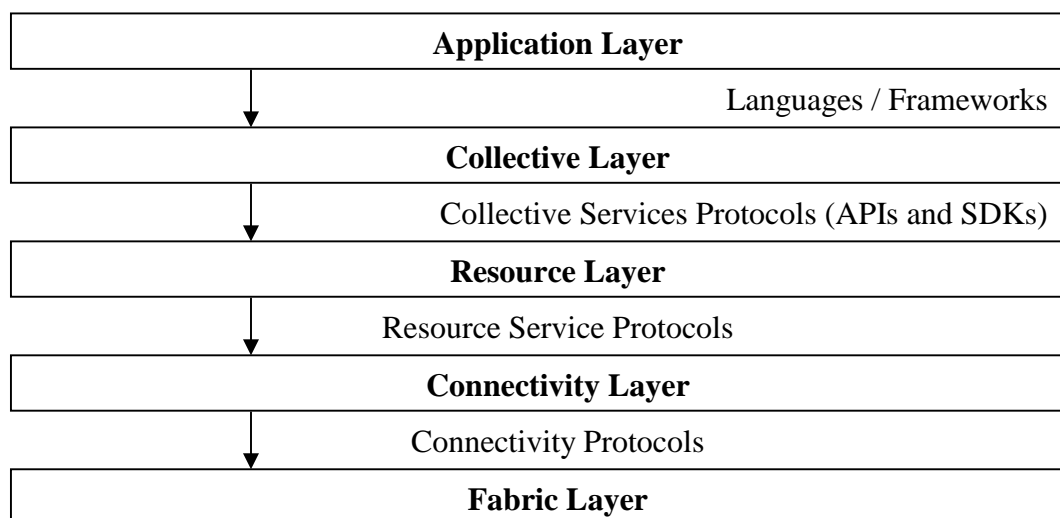 Application Layer
Languages / Frameworks
Collective Layer
Collective Services Protocols (APIs and SDKs)
Resource Layer
Resource Service Protocols
Connectivity Layer
Connectivity Protocols
Fabric Layer